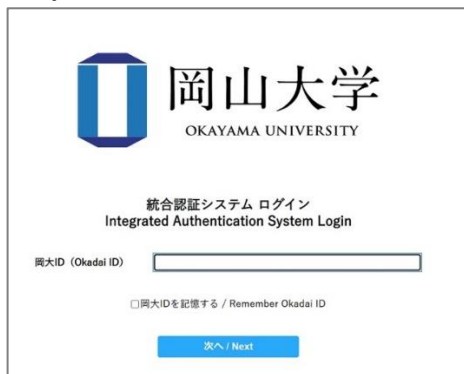 岡山大学
OKAYAMA UNIVERSITY
統合認証システム ログイン
Integrated Authentication System Login
岡大ID（Okadai ID）
岡大IDを記憶する / Remember Okadai ID
次へ / Next